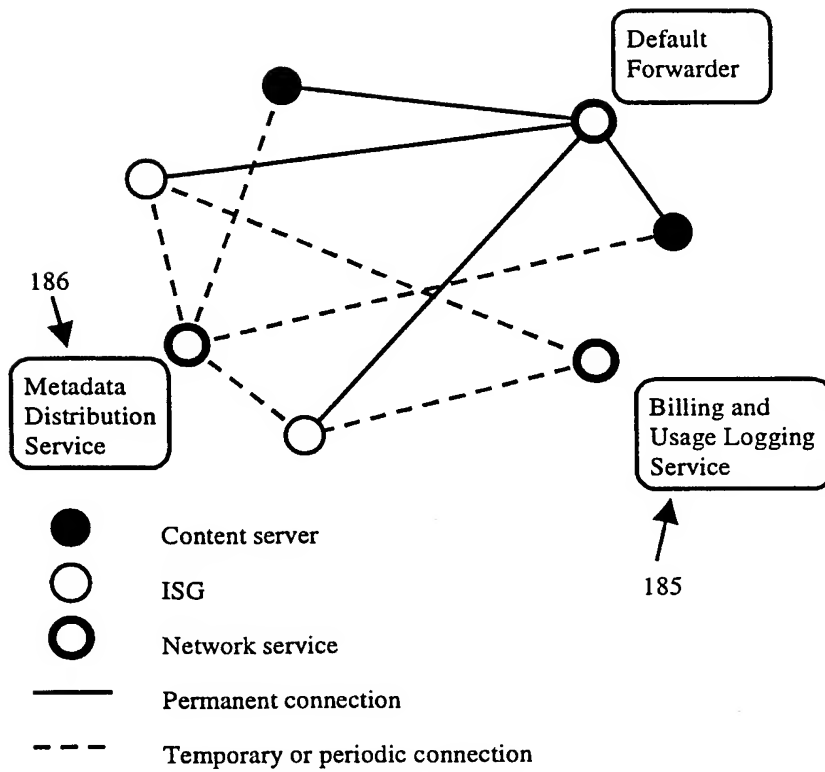 Default
Forwarder
186
Metadata
Distribution
Service
Billing and
Usage Logging
Service
185
Content server
ISG
Network service
Permanent connection
Temporary or periodic connection